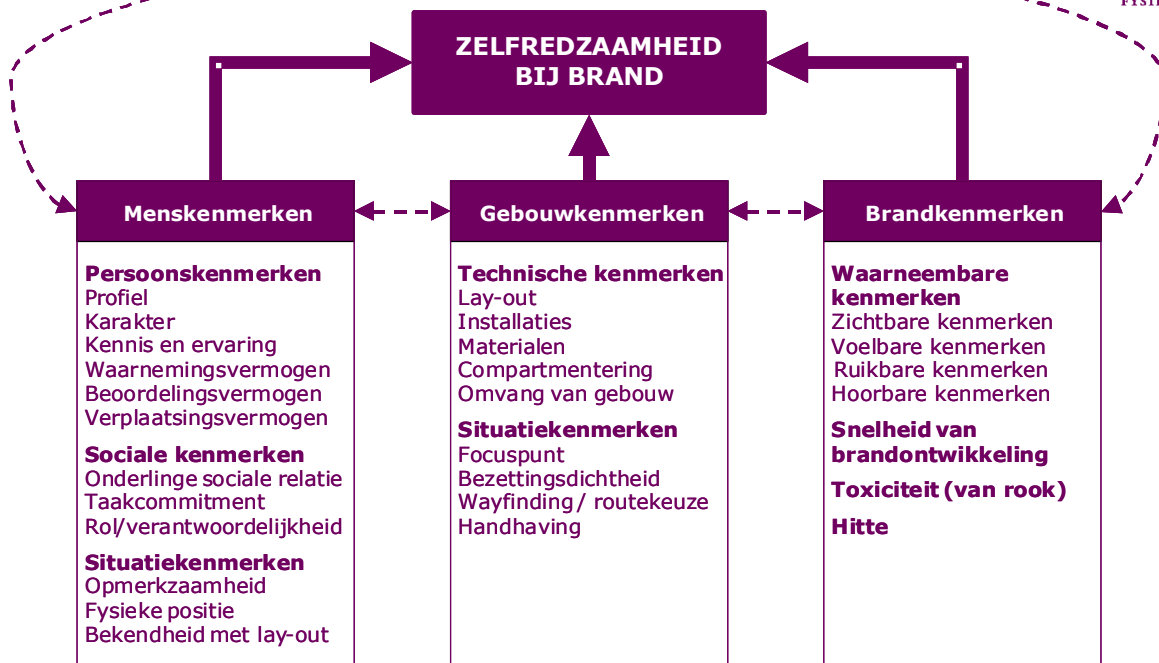 FYSIE
ZELFREDZAAMHEID
BIJ BRAND
Menskenmerken
Persoonskenmerken
Profiel
Karakter
Kennis en ervaring
Waarnemingsvermogen
Beoordelingsvermogen
Verplaatsingsvermogen
Sociale kenmerken
Onderlinge sociale relatie
Taakcommitment
Rol/verantwoordelijkheid
Situatiekenmerken
Opmerkzaamheid
Fysieke positie
Bekendheid met lay-out
Gebouwkenmerken
Technische kenmerken
Lay-out
Installaties
Materialen
Compartmentering
Omvang van gebouw
Situatiekenmerken
Focuspunt
Bezettingsdichtheid
Wayfinding / routekeuze
Handhaving
Brandkenmerken
Waarneembare
kenmerken
Zichtbare kenmerken
Voelbare kenmerken
Ruikbare kenmerken
Hoorbare kenmerken
Snelheid van
brandontwikkeling
Toxiciteit (van rook)
Hitte